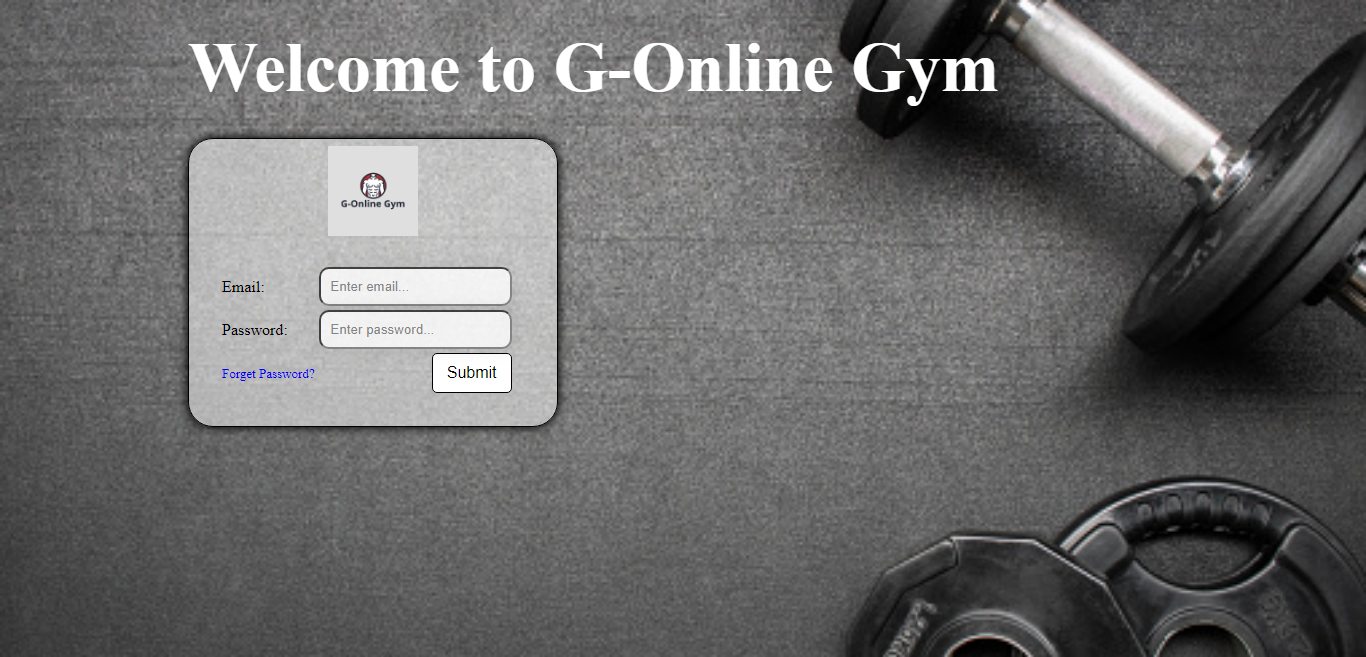 Welcome to G-Online Gym
G-Online Gym
Email:
Enter email...
Password:
Enter password...
Forget Password?
Submit